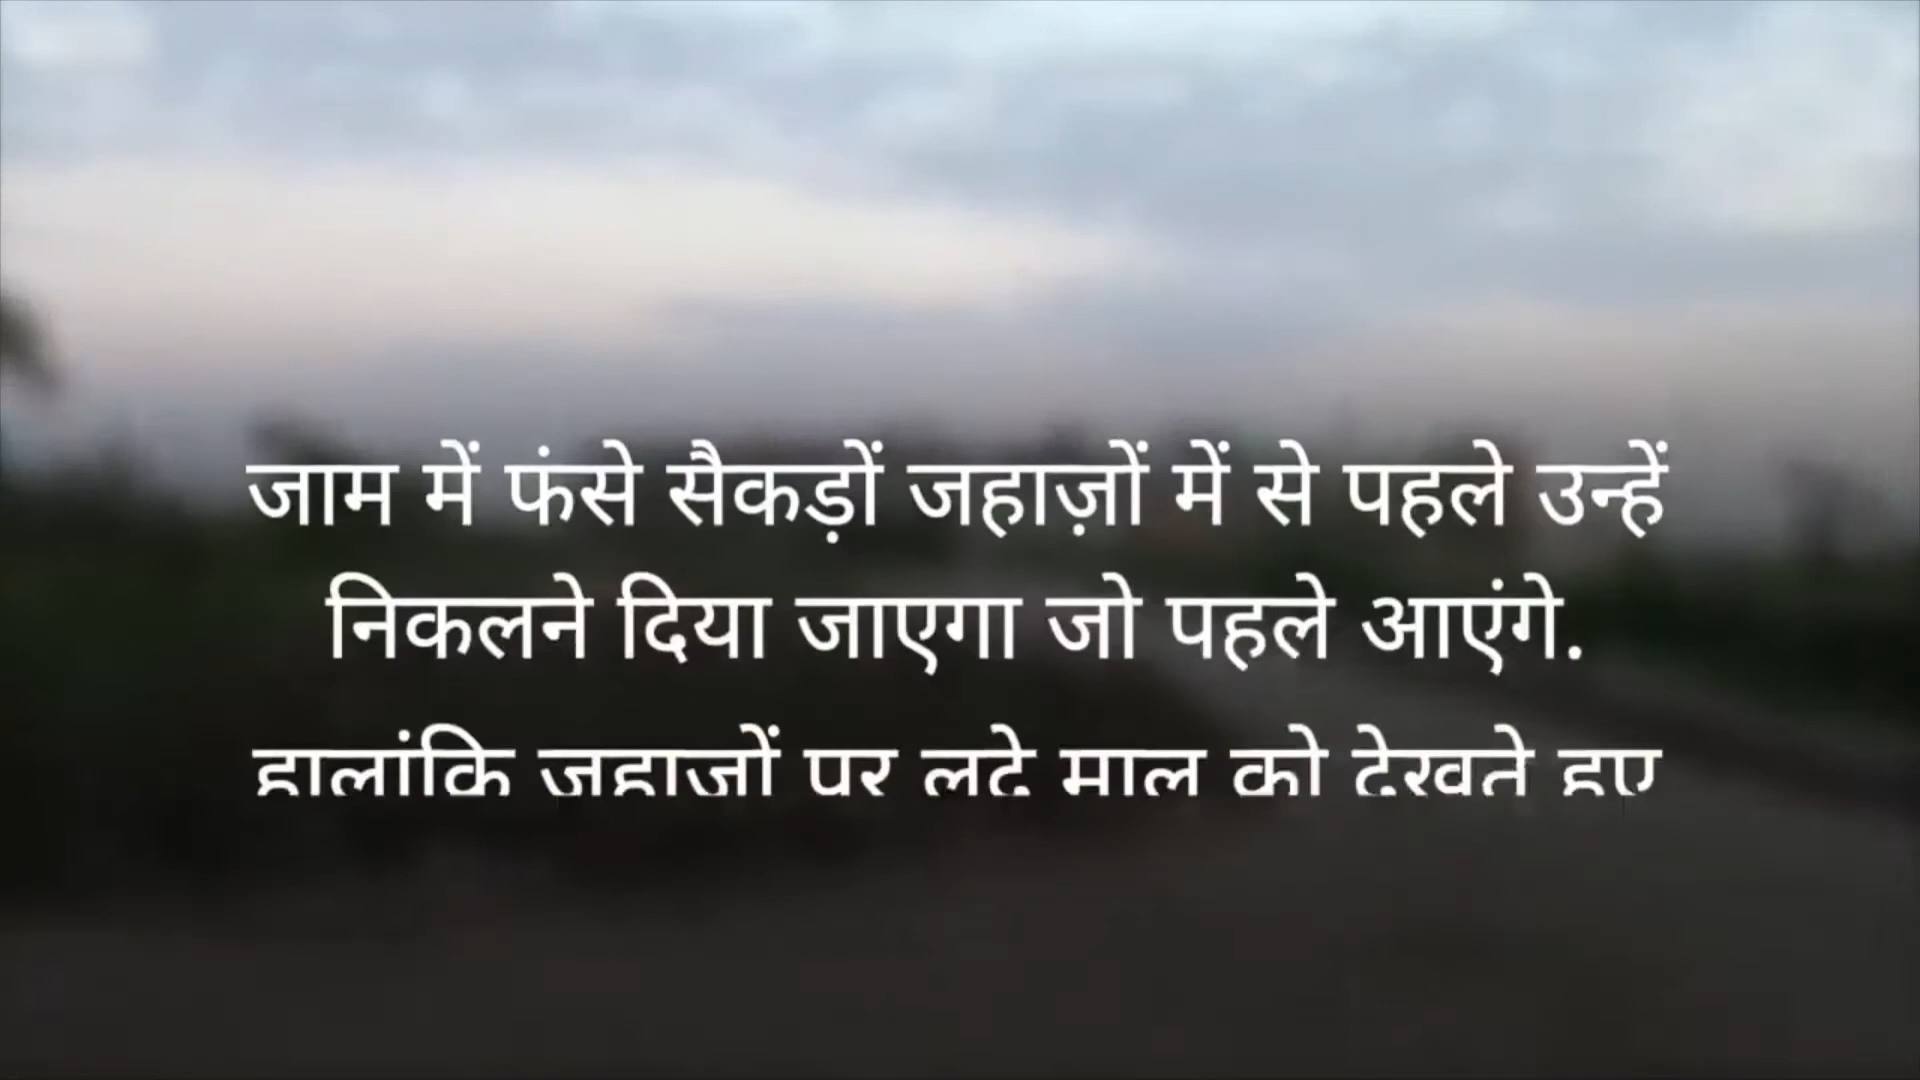 जाम में फंसे सैकड़ों जहाज़ों में से पहले उन्हें
निकलने दिया जाएगा जो पहले आएंगे.
हालांकि जहाजों पर लदे माल को देखते हुए